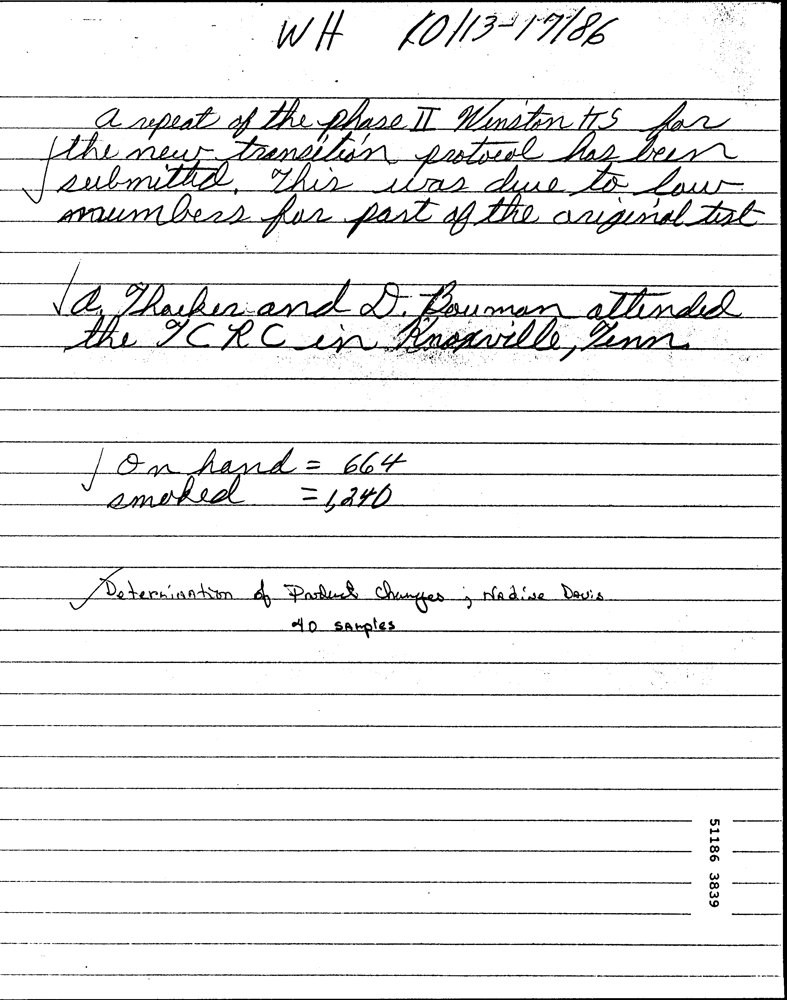 WH 10/13-17/86
A repeat of the phase II Winston KS for
the new transition protocol has been
submitted. This was due to low
numbers for part of the original test
A. Thacker and D. Bowman attended
the TCRC in Knoxville, Tenn.
On hand = 664
smoked = 1,240
Determination of Product Changes ; Nadine Davis
40 samples
51186 3839